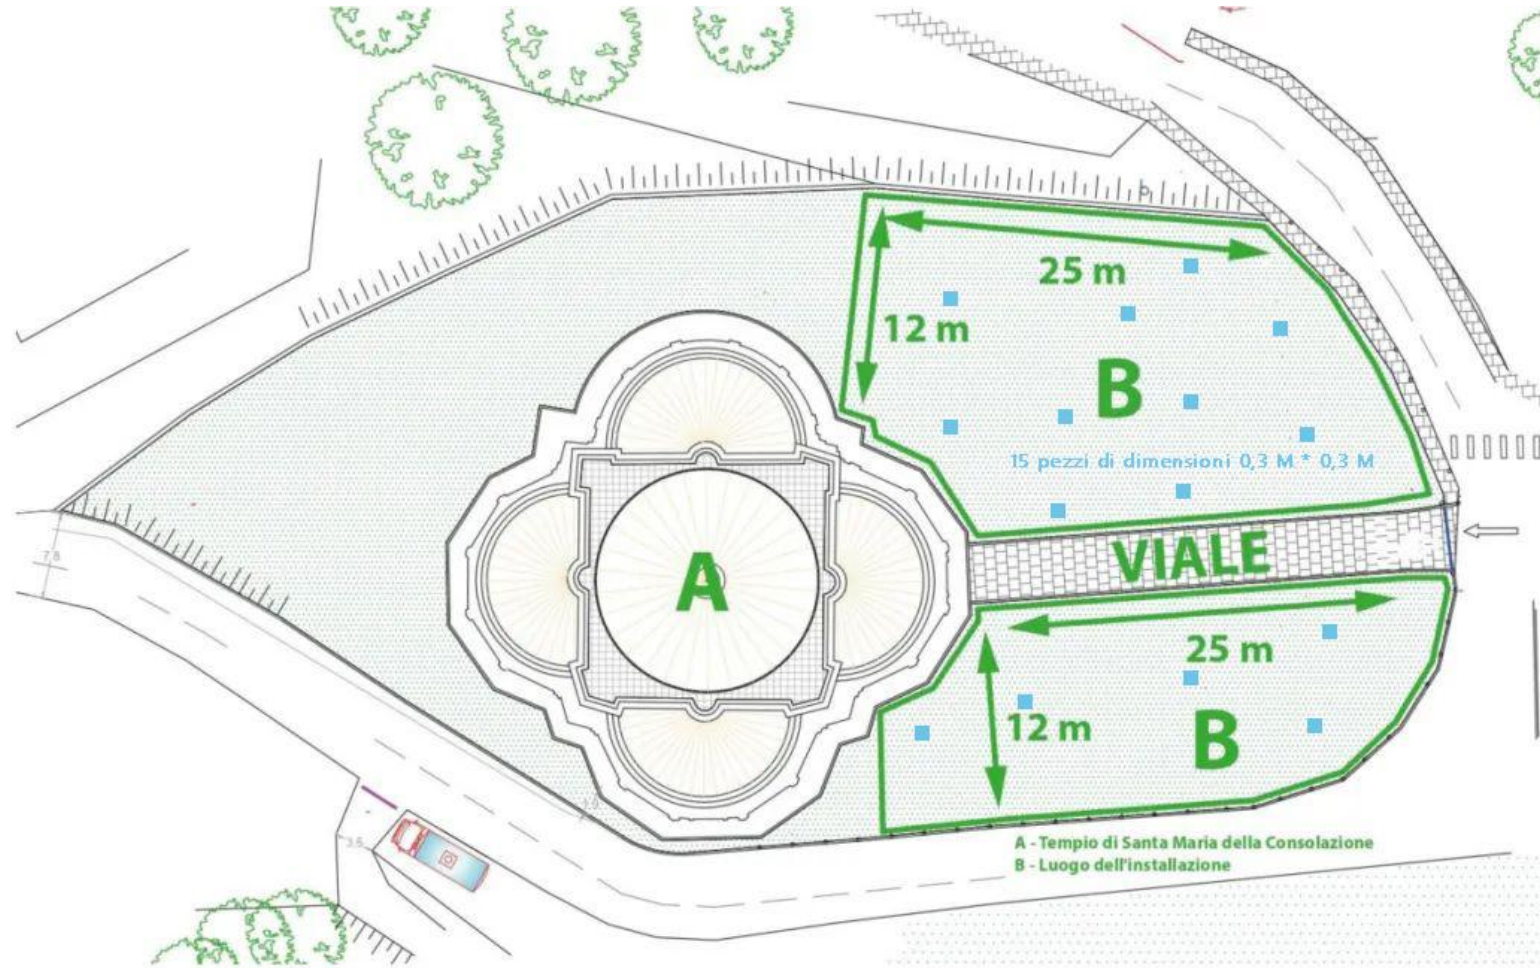 25 m
12 m
B
15 pezzi di dimensioni 0,3 M * 0,3 M
A
VIALE
25 m
12 m
B
A - Tempio di Santa Maria della Consolazione
B - Luogo dell'installazione